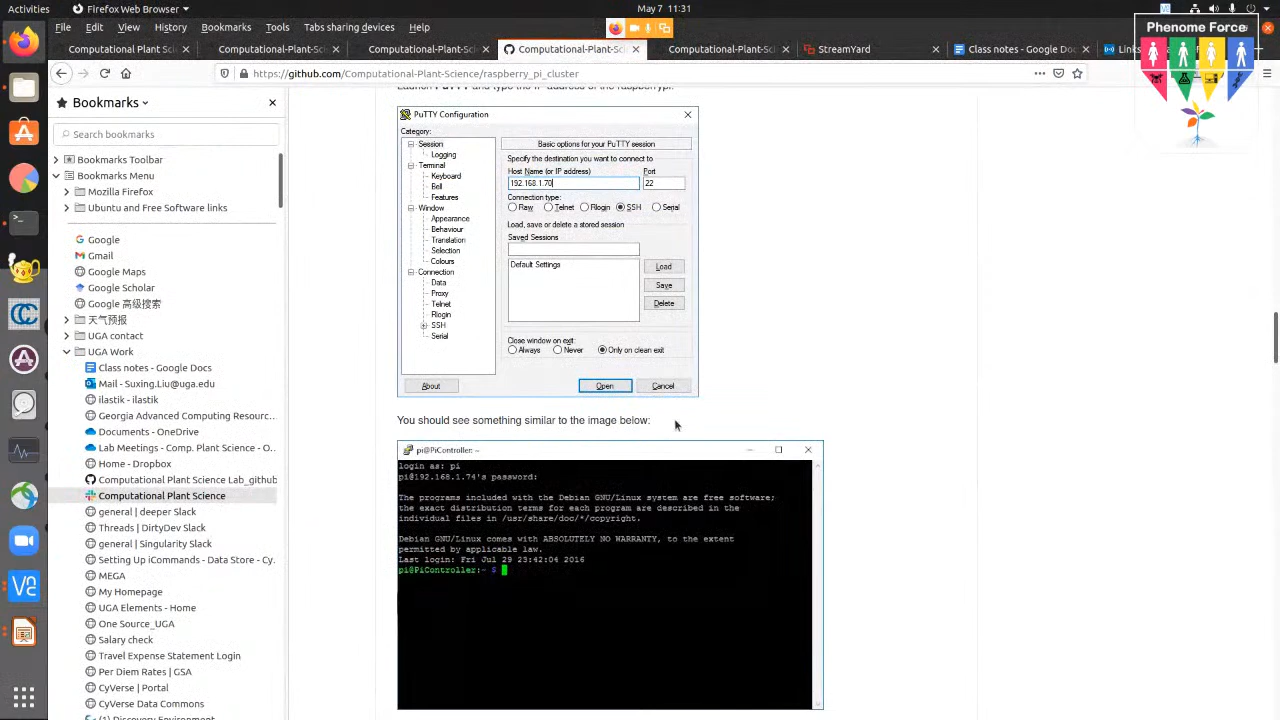 Activities
Firefox Web Browser
May 7 11:31
File Edit View History Bookmarks Tools Vinegar Help
Computational Plant S
Computational-Plant-Sc
Computational-Plant-Sc
Computational-Plant-Sc
Computational-Plant-Sc
StreamYard
Class notes - Google Doc
Links
Phenome Force
https://github.com/Computational-Plant-Science/raspberry_pi_cluster
Bookmarks
Search bookmarks
Bookmarks Toolbar
Bookmarks Menu
Mozilla Firefox
Ubuntu and Free Software links
Google
Gmail
Google Maps
Google Scholar
Google 高级搜索
天气预报
UGA contact
UGA Work
Class notes - Google Docs
Mail - Suxing.Liu@uga.edu
ilastik - ilastik
Georgia Advanced Computing Resourc...
Documents - OneDrive
Lab Meetings - Comp. Plant Science - O...
Home - Dropbox
Computational Plant Science Lab_github
Computational Plant Science
general | deeper Slack
Threads | DirtyDev Slack
general | Singularity Slack
Setting Up iCommands - Data Store - Cy...
MEGA
My Homepage
UGA Elements - Home
One Source_UGA
Salary check
Travel Expense Statement Login
Per Diem Rates | GSA
CyVerse | Portal
CyVerse Data Commons
(1) Discovery Environment
Launch PuTTY and type the IP address of the raspberrypi.
PuTTY Configuration
Category:
Session
Logging
Terminal
Keyboard
Bell
Features
Window
Appearance
Behaviour
Translation
Selection
Colours
Connection
Data
Proxy
Telnet
Rlogin
SSH
Serial
Basic options for your PuTTY session
Specify the destination you want to connect to
Host Name (or IP address) Port
192.168.1.70 22
Connection type:
Raw Telnet Rlogin SSH Serial
Load, save or delete a stored session
Saved Sessions
Default Settings
Load
Save
Delete
Close window on exit:
Always Never Only on clean exit
About Open Cancel
You should see something similar to the image below:
pi@PiController: ~
login as: pi
pi@192.168.1.74's password:
The programs included with the Debian GNU/Linux system are free software;
the exact distribution terms for each program are described in the
individual files in /usr/share/doc/*/copyright.
Debian GNU/Linux comes with ABSOLUTELY NO WARRANTY, to the extent
permitted by applicable law.
Last login: Fri Jul 29 23:42:04 2016
pi@PiController:~ $